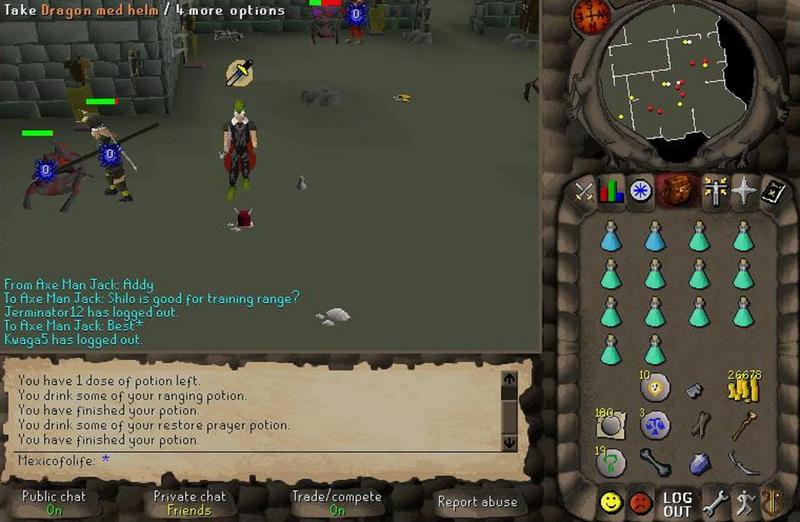 Take Dragon med helm / 4 more options
0
0
0
From Axe Man Jack: Addy
To Axe Man Jack: Shilo is good for training range?
Jerminator12 has logged out.
To Axe Man Jack: Best*
Kwaga5 has logged out.
You have 1 dose of potion left.
You drink some of your ranging potion.
You have finished your potion.
You drink some of your restore prayer potion.
You have finished your potion.
Mexicofolife: *
Public chat
On
Private chat
Friends
Trade/compete
On
Report abuse
10
26678
180
3
19
LOG
OUT